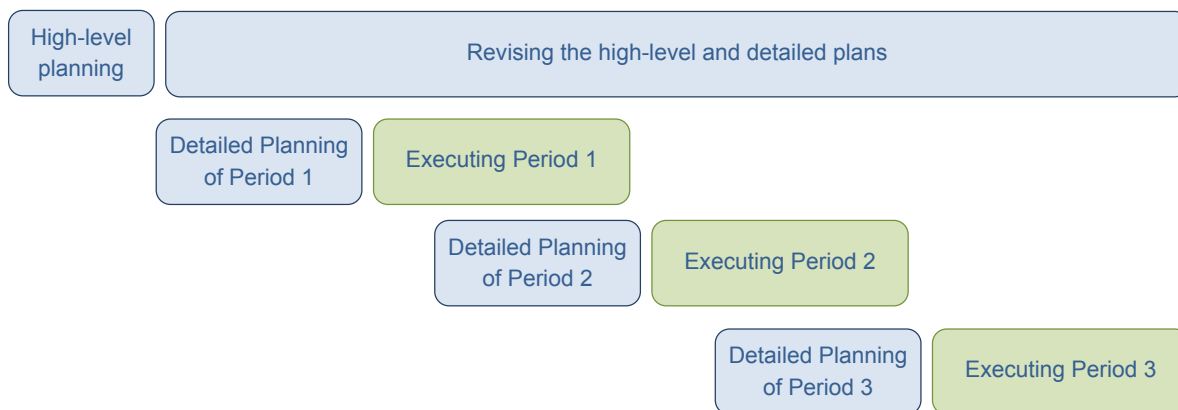 High-level
planning
Revising the high-level and detailed plans
Detailed Planning
of Period 1
Executing Period 1
Detailed Planning
of Period 2
Executing Period 2
Detailed Planning
of Period 3
Executing Period 3